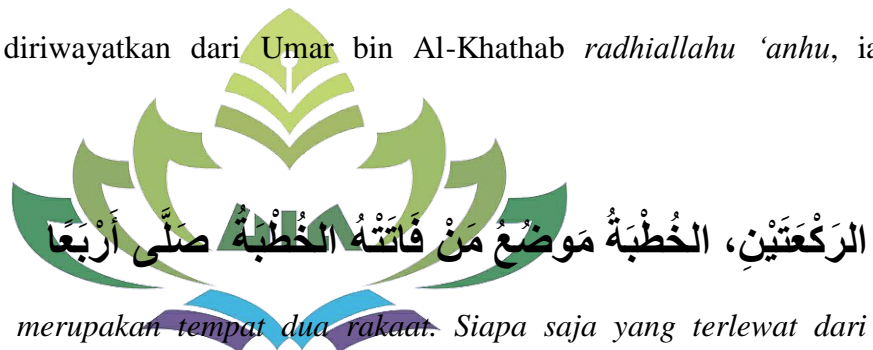 diriwayatkan dari Umar bin Al-Khathab radhiallahu ‘anhu, ia
الرَكْعَتَيْنِ، الخُطْبَةُ مَوضُعُ مَنْ فَاتَتْهُ الخُطْبَةُ صَلَّى أَرْبَعًا
merupakan tempat dua rakaat. Siapa saja yang terlewat dari